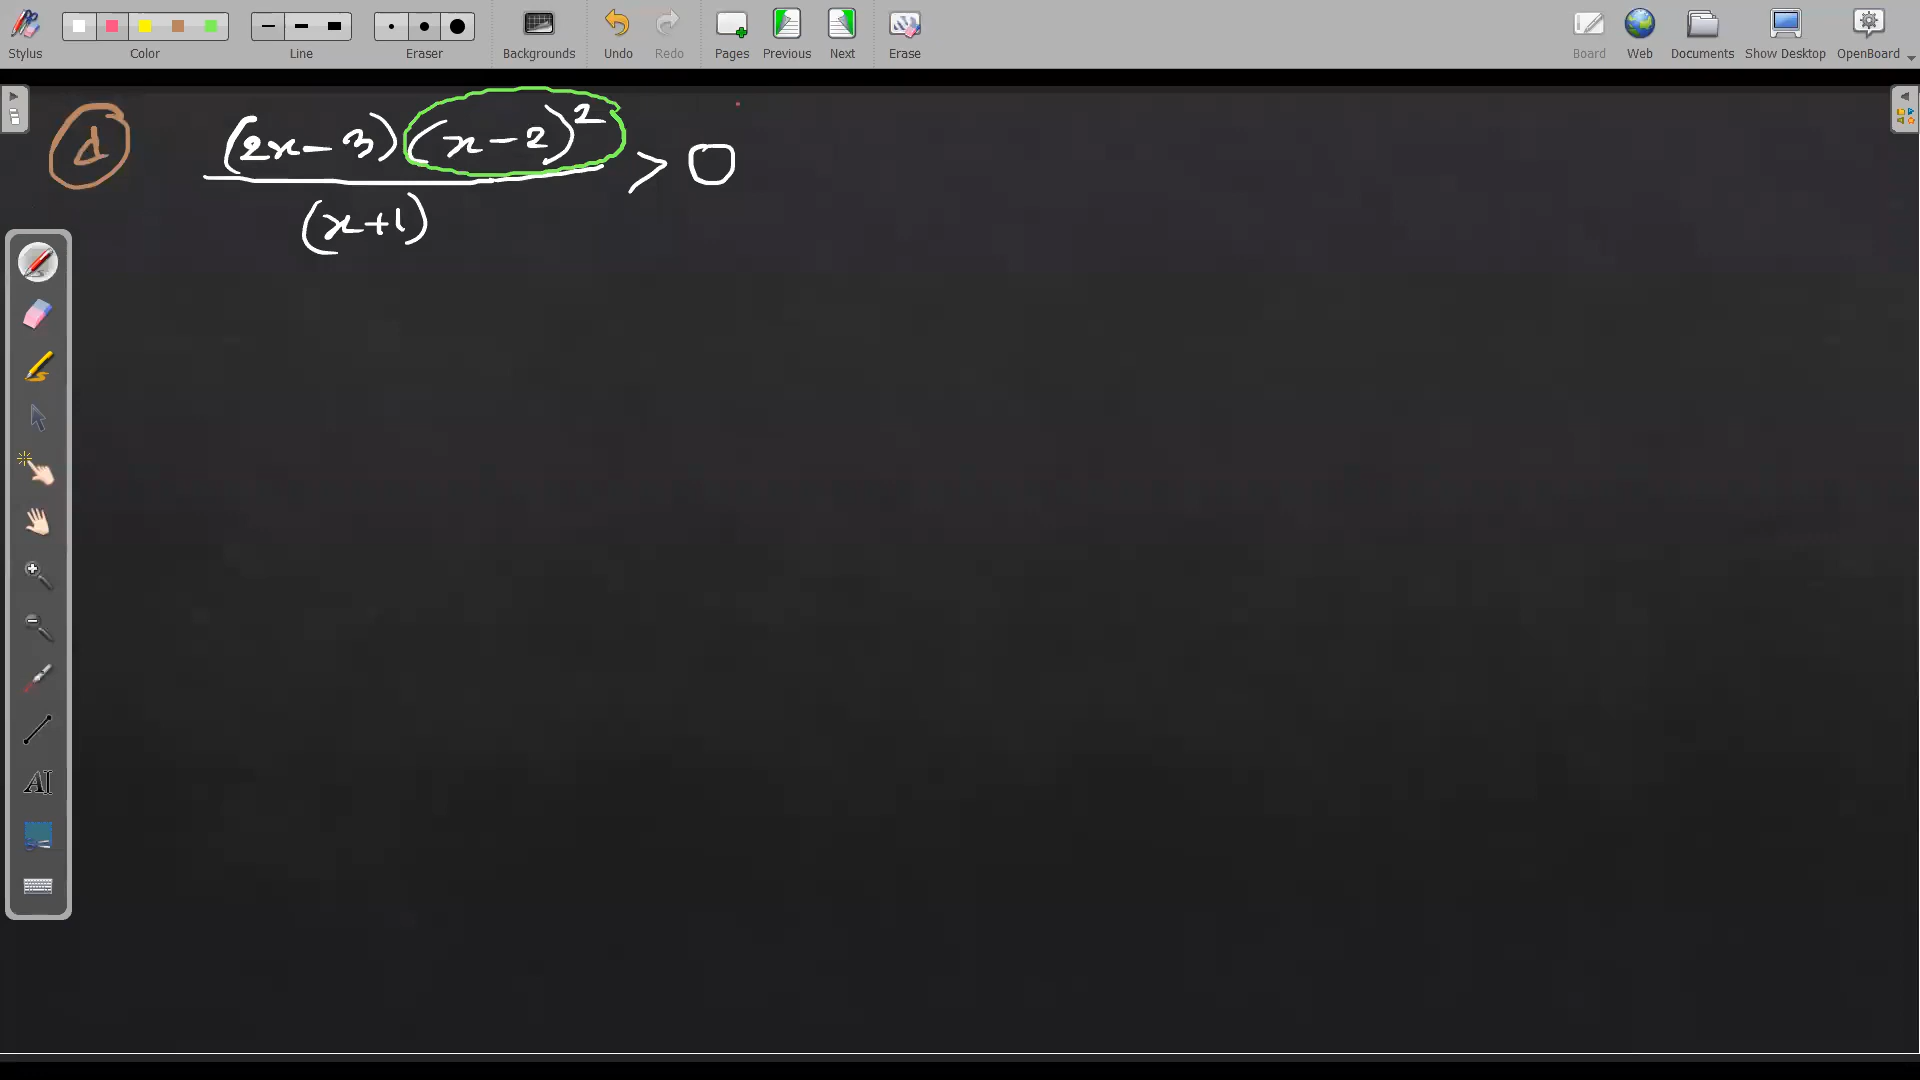 Stylus Color Line Eraser Backgrounds Undo Redo Pages Previous Next Erase Board Web Documents Show Desktop OpenBoard
d (2x-3)(x-2)² > 0
(x+1)
AI